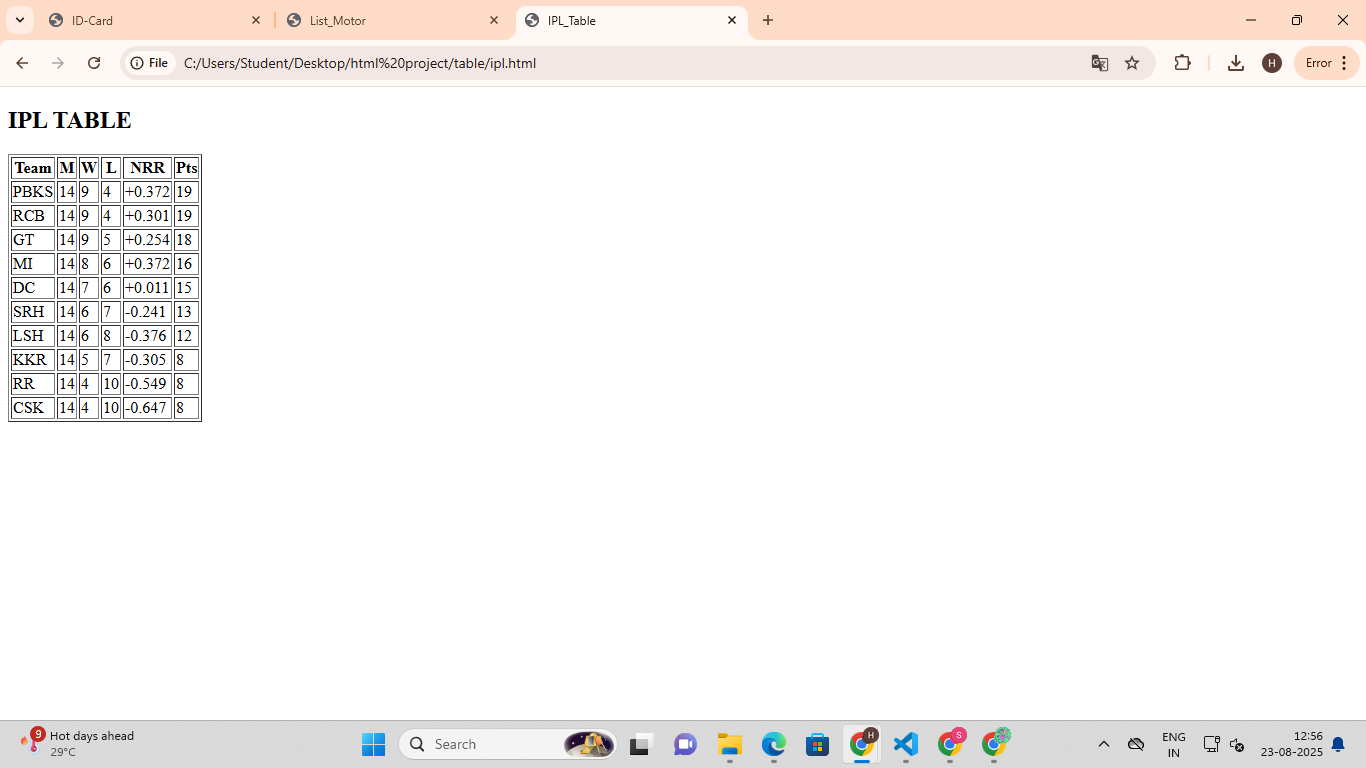 ID-Card
List_Motor
IPL_Table
File
C:/Users/Student/Desktop/html%20project/table/ipl.html
H
Error
IPL TABLE
Team M W L NRR Pts
PBKS 14 9 4 +0.372 19
RCB 14 9 4 +0.301 19
GT 14 9 5 +0.254 18
MI 14 8 6 +0.372 16
DC 14 7 6 +0.011 15
SRH 14 6 7 -0.241 13
LSH 14 6 8 -0.376 12
KKR 14 5 7 -0.305 8
RR 14 4 10 -0.549 8
CSK 14 4 10 -0.647 8
9
Hot days ahead
29°C
Search
H
S
ENG
IN
12:56
23-08-2025